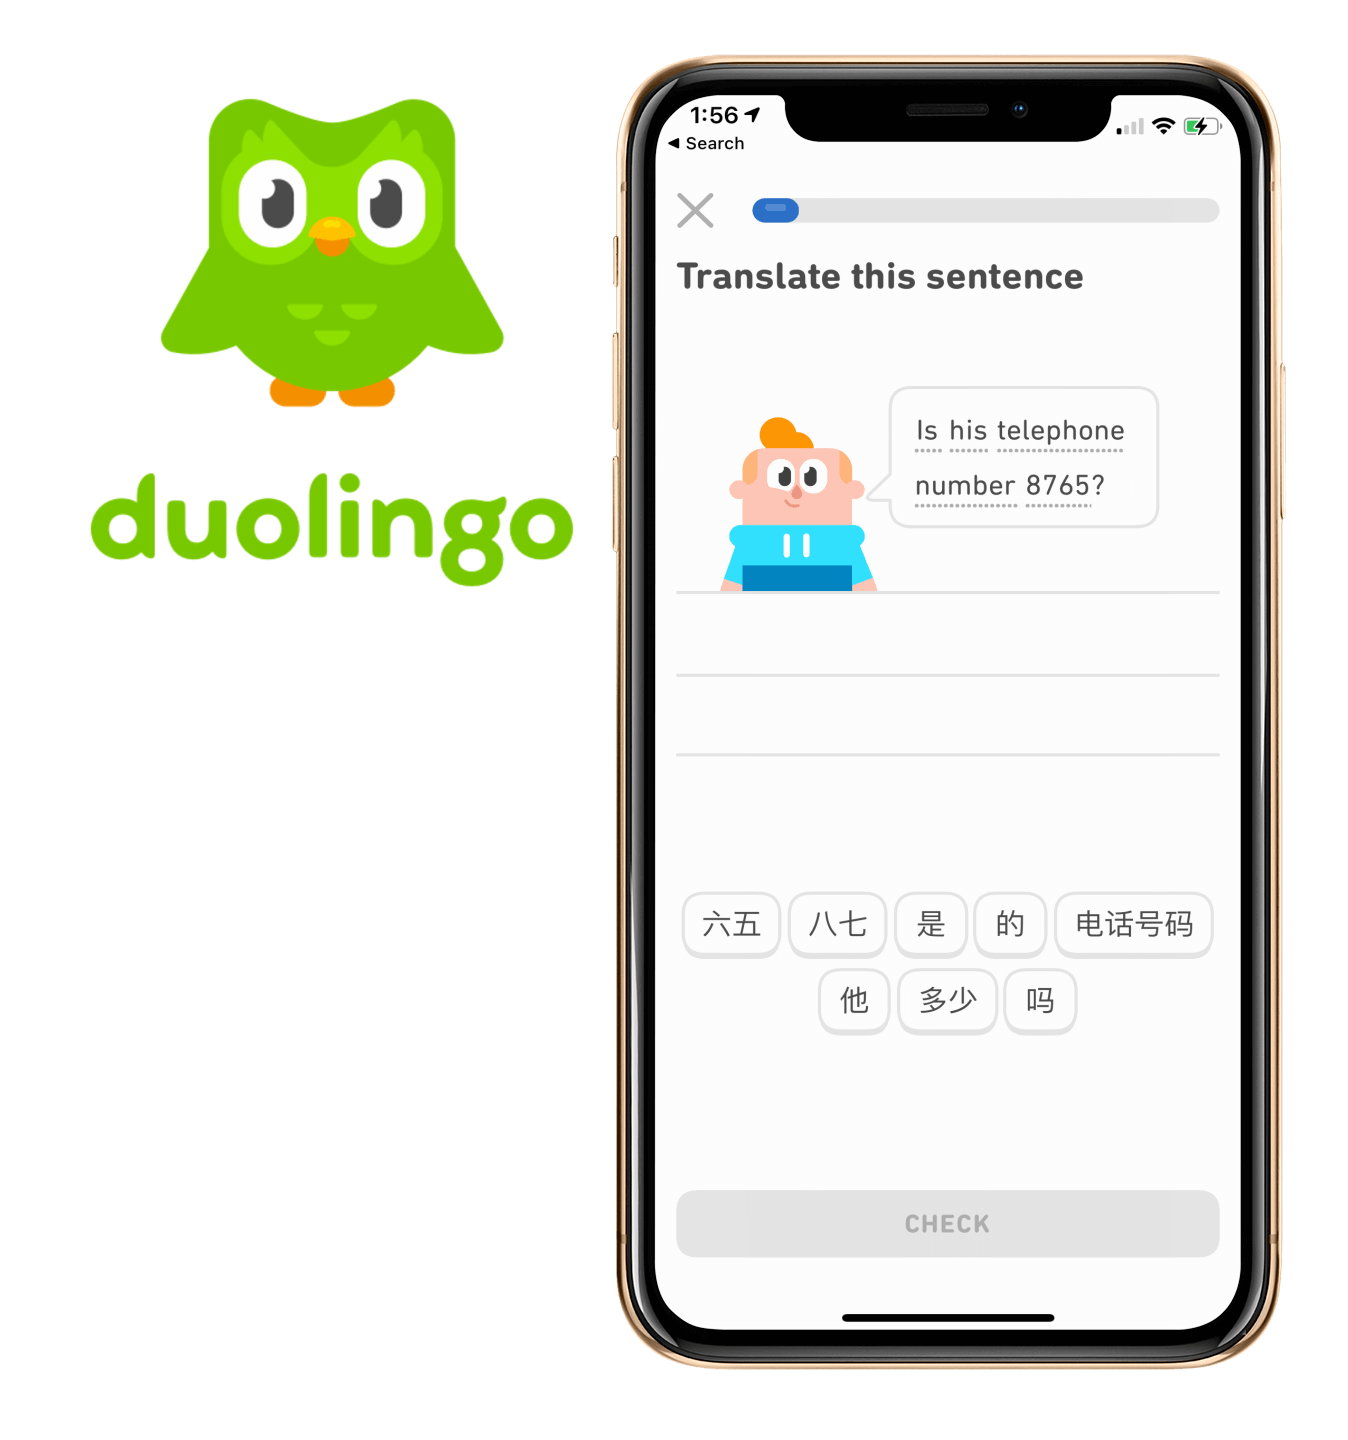 duolingo
1:56
◀ Search
Translate this sentence
Is his telephone
number 8765?
六五 八七 是 的 电话号码
他 多少 吗
CHECK